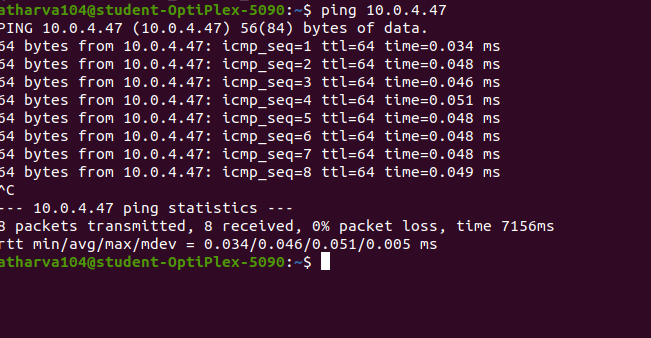 atharva104@student-OptiPlex-5090:~$ ping 10.0.4.47
PING 10.0.4.47 (10.0.4.47) 56(84) bytes of data.
64 bytes from 10.0.4.47: icmp_seq=1 ttl=64 time=0.034 ms
64 bytes from 10.0.4.47: icmp_seq=2 ttl=64 time=0.048 ms
64 bytes from 10.0.4.47: icmp_seq=3 ttl=64 time=0.046 ms
64 bytes from 10.0.4.47: icmp_seq=4 ttl=64 time=0.051 ms
64 bytes from 10.0.4.47: icmp_seq=5 ttl=64 time=0.048 ms
64 bytes from 10.0.4.47: icmp_seq=6 ttl=64 time=0.048 ms
64 bytes from 10.0.4.47: icmp_seq=7 ttl=64 time=0.048 ms
64 bytes from 10.0.4.47: icmp_seq=8 ttl=64 time=0.049 ms
^C
--- 10.0.4.47 ping statistics ---
8 packets transmitted, 8 received, 0% packet loss, time 7156ms
rtt min/avg/max/mdev = 0.034/0.046/0.051/0.005 ms
atharva104@student-OptiPlex-5090:~$